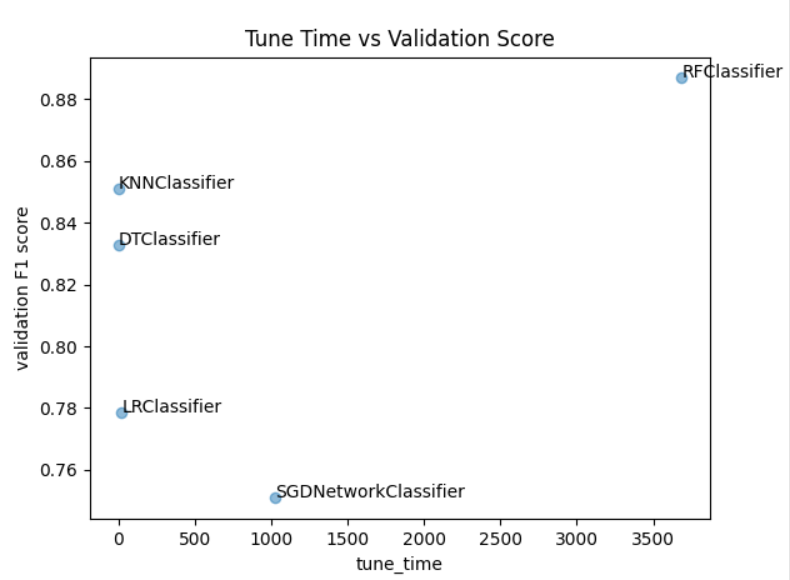 Tune Time vs Validation Score
RFClassifier
0.88
0.86
KNNClassifier
0.84
DTClassifier
validation F1 score
0.82
0.80
0.78
LRClassifier
0.76
SGDNetworkClassifier
0 500 1000 1500 2000 2500 3000 3500
tune_time